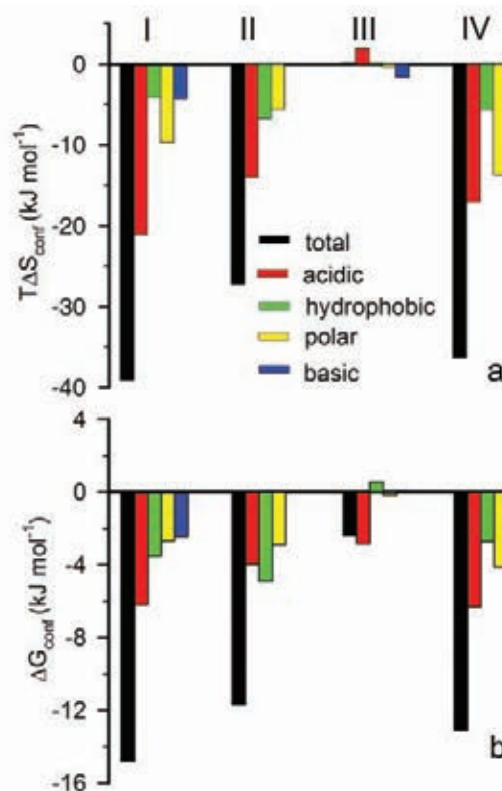 I II III IV
5
0
-10
-20
-30
-40
TΔS_conf (kJ mol⁻¹)
total
acidic
hydrophobic
polar
basic
a
4
0
-4
-8
-12
-16
ΔG_conf (kJ mol⁻¹)
b